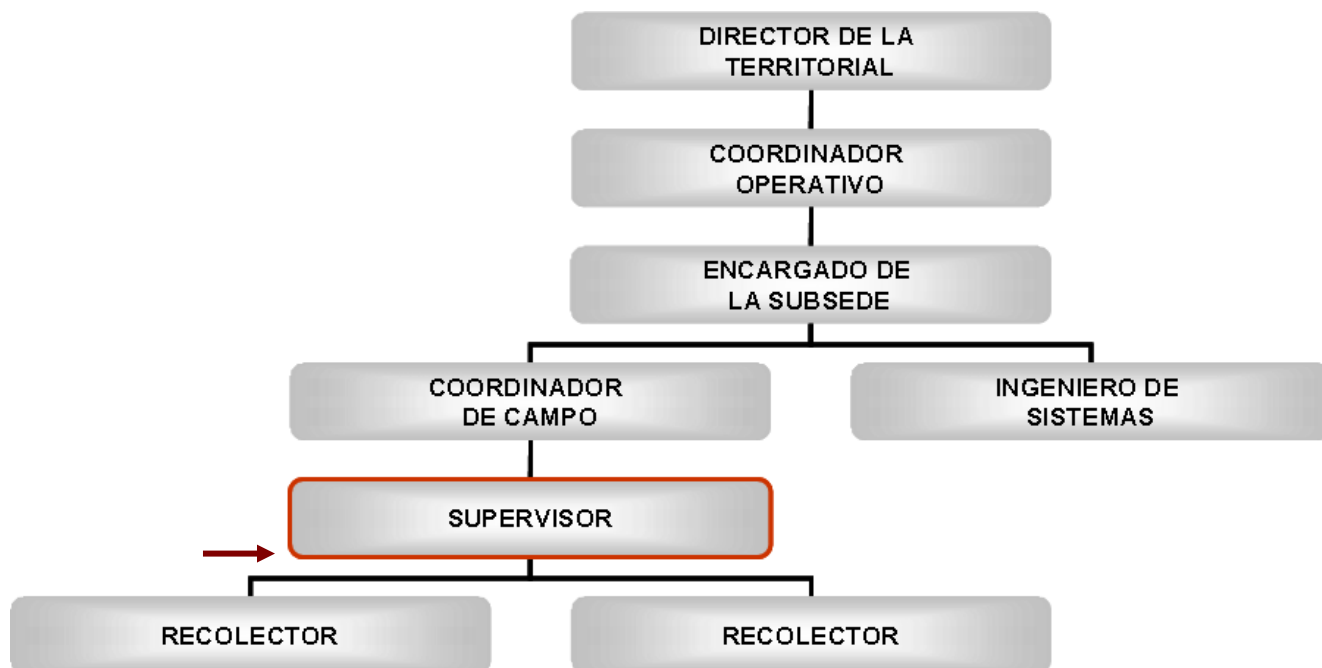 DIRECTOR DE LA
TERRITORIAL
COORDINADOR
OPERATIVO
ENCARGADO DE
LA SUBSEDE
COORDINADOR
DE CAMPO
INGENIERO DE
SISTEMAS
SUPERVISOR
RECOLECTOR
RECOLECTOR